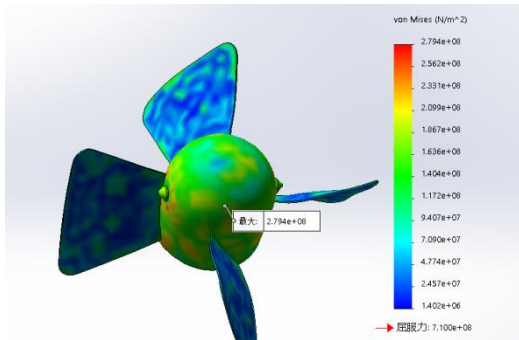 von Mises (N/m^2)
2.794e+08
2.562e+08
2.331e+08
2.099e+08
1.867e+08
1.636e+08
1.404e+08
1.172e+08
9.407e+07
7.090e+07
4.774e+07
2.457e+07
1.402e+06
屈服力: 7.100e+08
最大: 2.794e+08